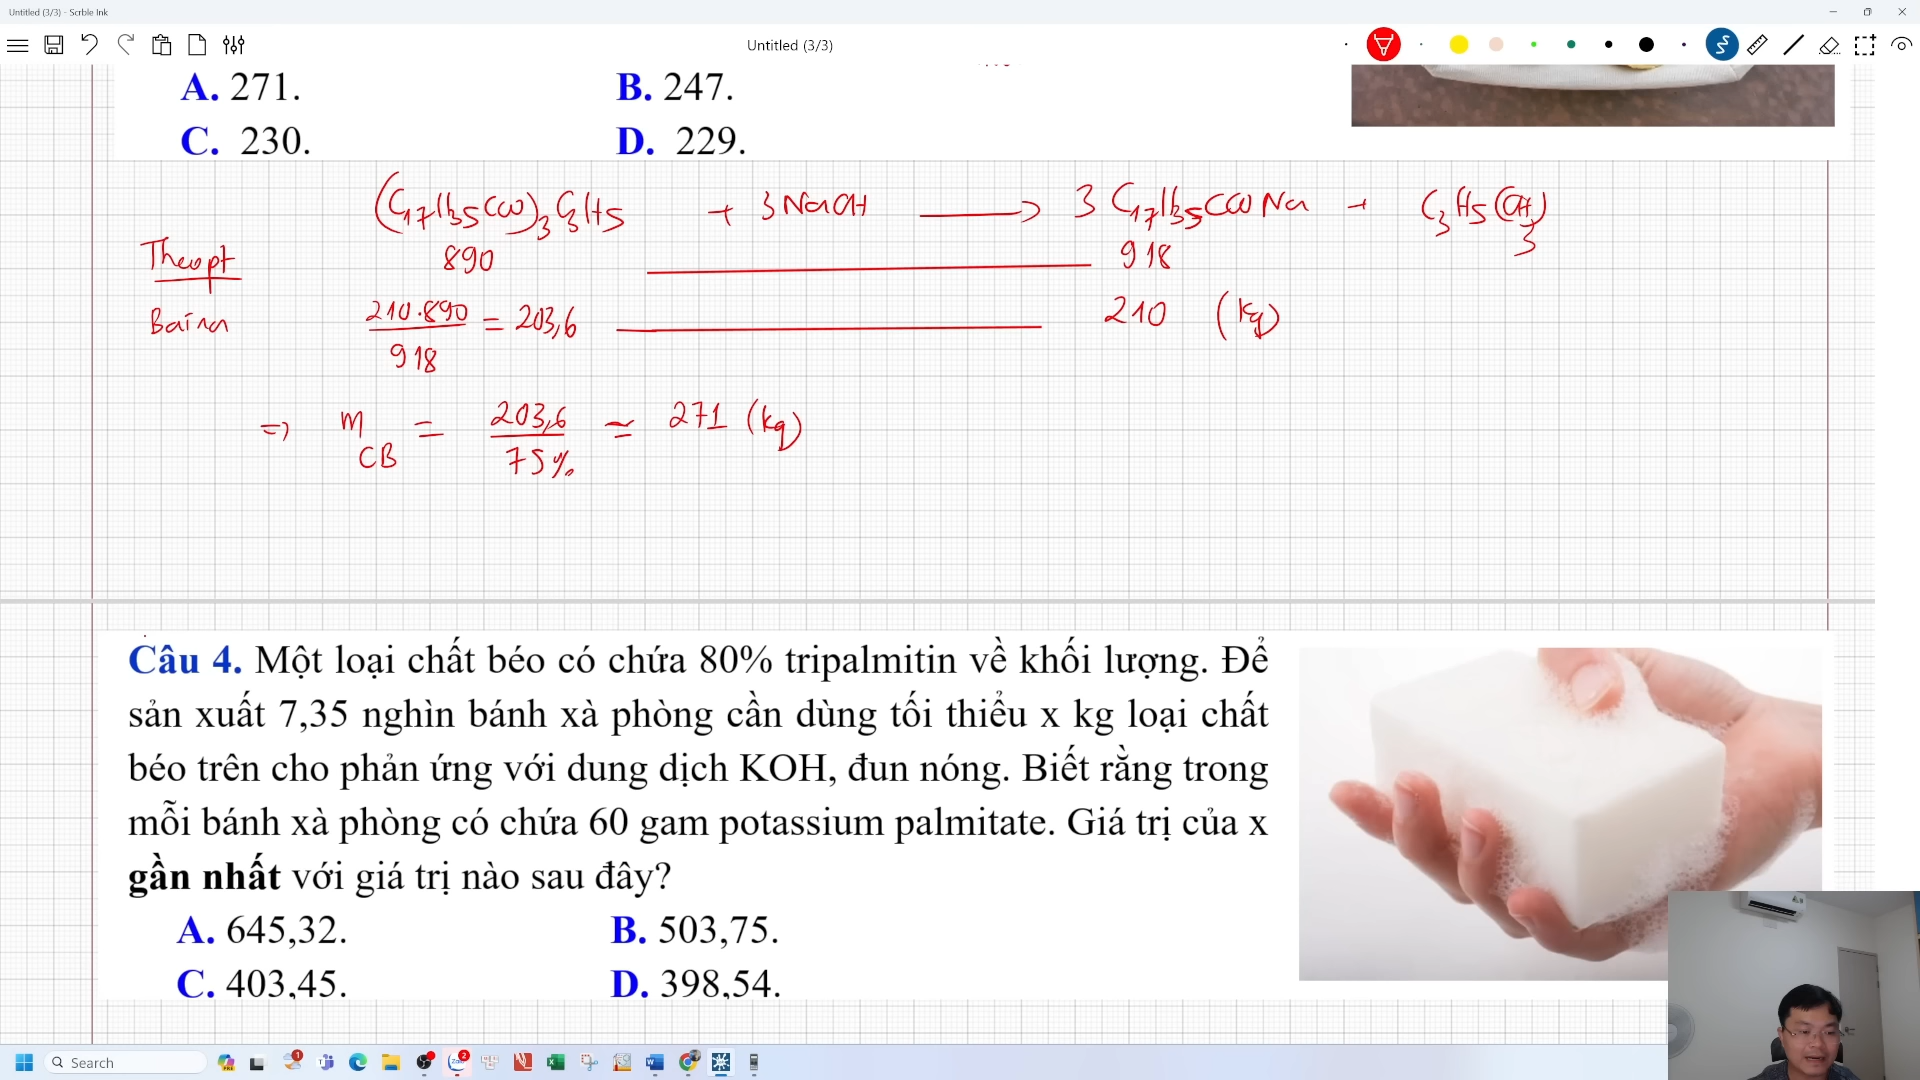 Untitled (3/3) - Scrble Ink
Untitled (3/3)
A. 271.
B. 247.
C. 230.
D. 229.
(C17H35COO)3C3H5 + 3NaOH → 3 C17H35COONa + C3H5(OH)3
Theo pt 890 918
Bài ra 210.890 / 918 = 203,6 210 (kg)
=> m CB = 203,6 / 75% ≃ 271 (kg)
Câu 4. Một loại chất béo có chứa 80% tripalmitin về khối lượng. Để
sản xuất 7,35 nghìn bánh xà phòng cần dùng tối thiểu x kg loại chất
béo trên cho phản ứng với dung dịch KOH, đun nóng. Biết rằng trong
mỗi bánh xà phòng có chứa 60 gam potassium palmitate. Giá trị của x
gần nhất với giá trị nào sau đây?
A. 645,32.
B. 503,75.
C. 403,45.
D. 398,54.
Search